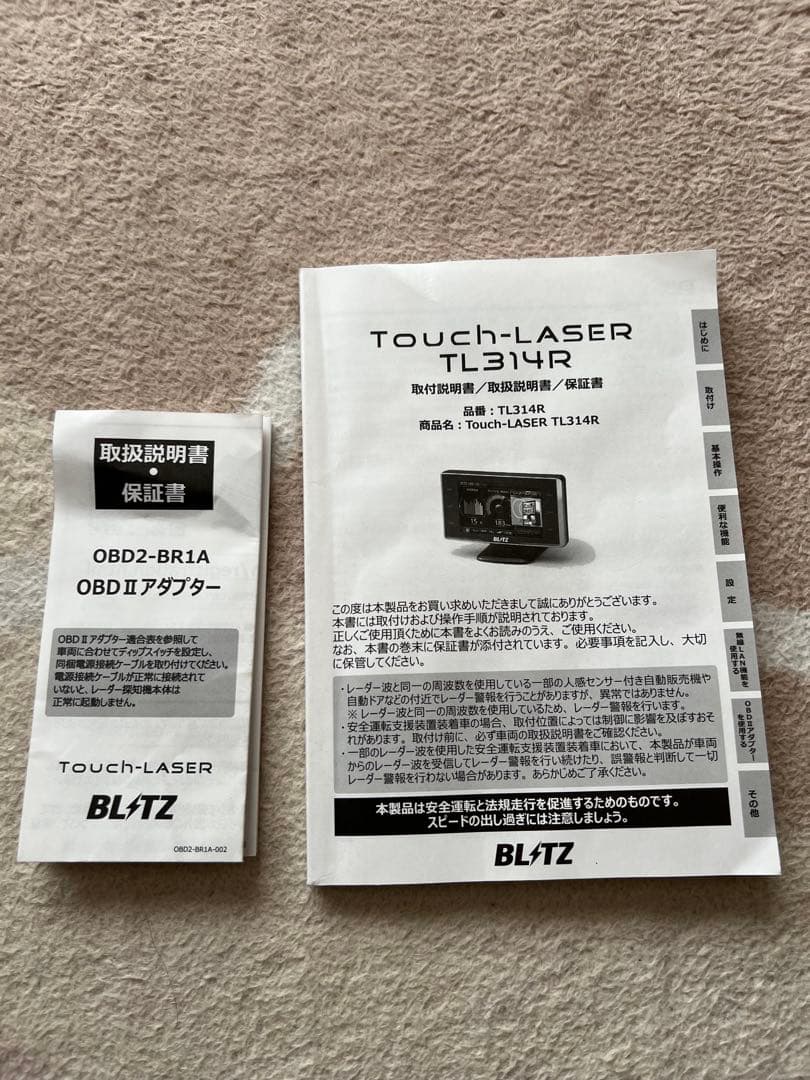 取扱説明書
・
保証書
OBD2-BR1A
OBDⅡアダプター
OBDⅡアダプター適合表を参照して
車両に合わせてディップスイッチを設定し、
同梱電源接続ケーブルを取り付けてください。
電源接続ケーブルが正常に接続されて
いないと、レーダー探知機本体は
正常に起動しません。
Touch-LASER
BLITZ
OBD2-BR1A-002
Touch-LASER
TL314R
取付説明書／取扱説明書／保証書
品番：TL314R
商品名：Touch-LASER TL314R
15
183
BLITZ
この度は本製品をお買い求めいただきまして誠にありがとうございます。
本書には取付けおよび操作手順が説明されております。
正しくご使用頂くために本書をよくお読みのうえ、ご使用ください。
なお、本書の巻末に保証書が添付されています。必要事項を記入し、大切
に保管してください。
・レーダー波と同一の周波数を使用している一部の人感センサー付き自動販売機や
自動ドアなどの付近でレーダー警報を行うことがありますが、異常ではありません。
※ レーダー波と同一の周波数を使用しているため、レーダー警報を行います。
・安全運転支援装置装着車の場合、取付位置によっては制御に影響を及ぼすおそ
れがあります。取付け前に、必ず車両の取扱説明書をご確認ください。
・一部のレーダー波を使用した安全運転支援装置装着車において、本製品が車両
からのレーダー波を受信してレーダー警報を行い続けたり、誤警報と判断して一切
レーダー警報を行わない場合があります。あらかじめご了承ください。
本製品は安全運転と法規走行を促進するためのものです。
スピードの出し過ぎには注意しましょう。
BLITZ
はじめに
取付け
基本操作
便利な機能
設定
無線LAN機能を
使用する
OBDⅡアダプター
を使用する
その他